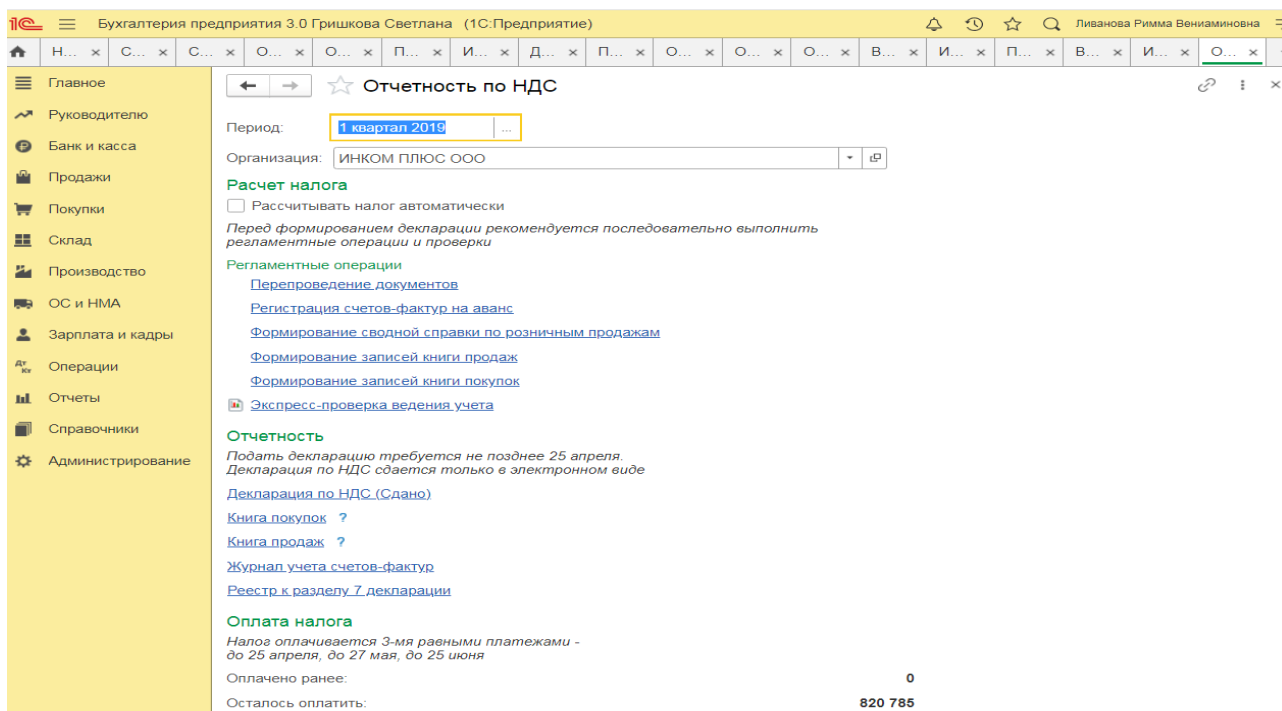 1С Бухгалтерия предприятия 3.0 Гришкова Светлана (1С:Предприятие) Ливанова Римма Вениаминовна
Н... × С... × С... × О... × О... × П... × И... × Д... × П... × О... × О... × О... × В... × И... × П... × В... × И... × О... ×
Главное
Руководителю
Банк и касса
Продажи
Покупки
Склад
Производство
ОС и НМА
Зарплата и кадры
Дт Кт Операции
Отчеты
Справочники
Администрирование
Отчетность по НДС
Период: 1 квартал 2019 ...
Организация: ИНКОМ ПЛЮС ООО
Расчет налога
Рассчитывать налог автоматически
Перед формированием декларации рекомендуется последовательно выполнить
регламентные операции и проверки
Регламентные операции
Перепроведение документов
Регистрация счетов-фактур на аванс
Формирование сводной справки по розничным продажам
Формирование записей книги продаж
Формирование записей книги покупок
Экспресс-проверка ведения учета
Отчетность
Подать декларацию требуется не позднее 25 апреля.
Декларация по НДС сдается только в электронном виде
Декларация по НДС (Сдано)
Книга покупок ?
Книга продаж ?
Журнал учета счетов-фактур
Реестр к разделу 7 декларации
Оплата налога
Налог оплачивается 3-мя равными платежами -
до 25 апреля, до 27 мая, до 25 июня
Оплачено ранее: 0
Осталось оплатить: 820 785